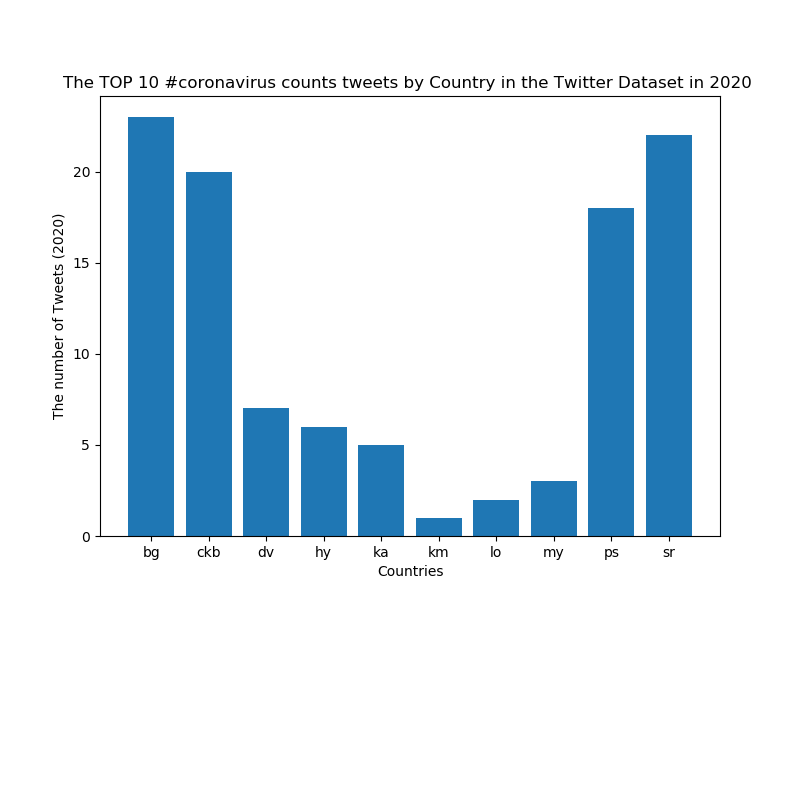 The TOP 10 #coronavirus counts tweets by Country in the Twitter Dataset in 2020
The number of Tweets (2020)
20
15
10
5
0
bg ckb dv hy ka km lo my ps sr
Countries